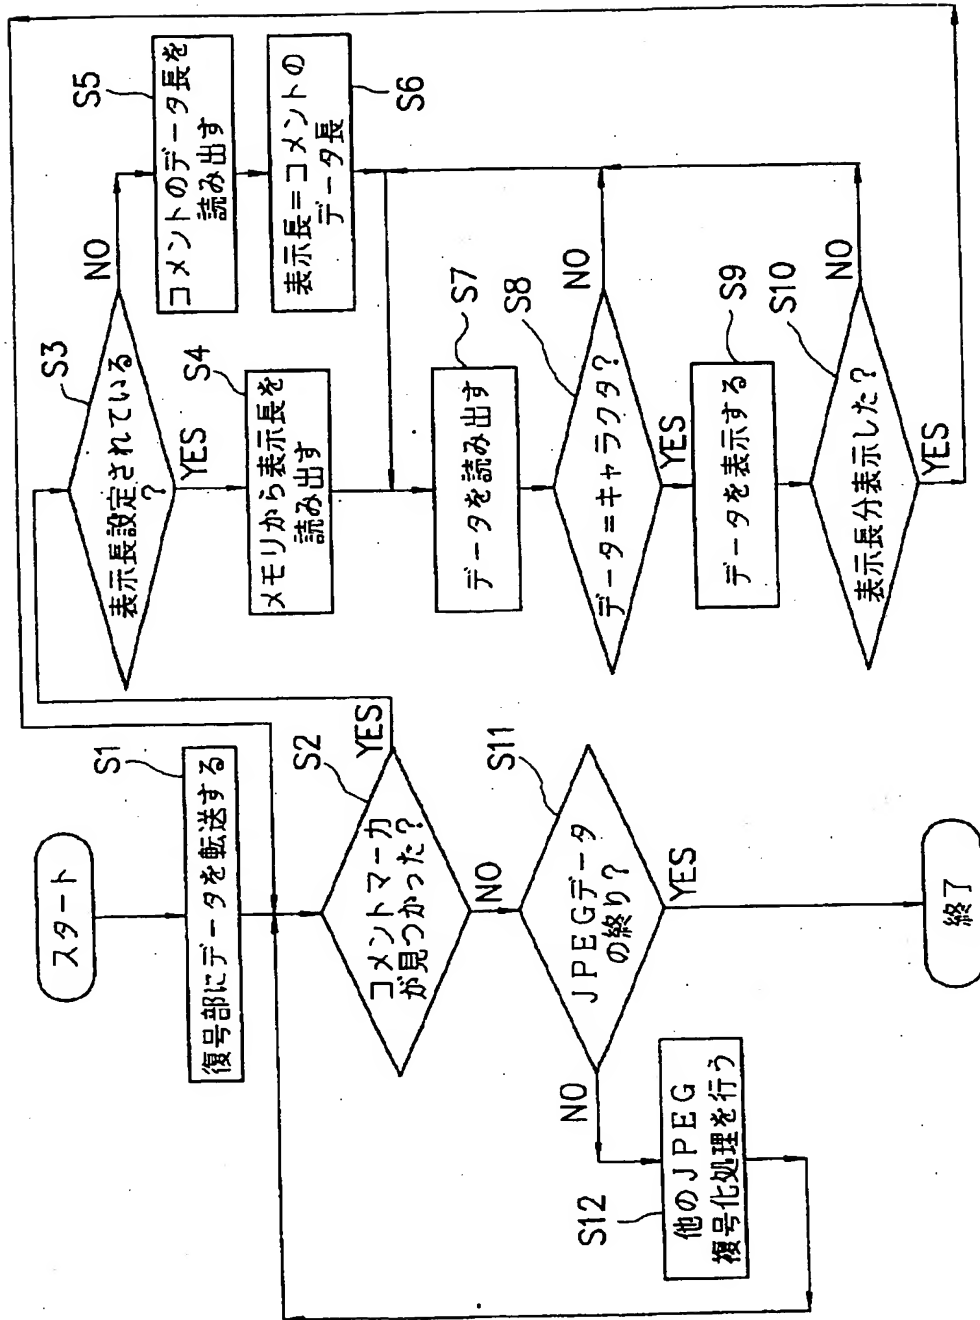 スタート
S1
復号部にデータを転送する
S2
コメントマーカ
が見つかった?
YES
NO
S11
JPEGデータ
の終り?
YES
NO
終了
S12
他のJPEG
複号化処理を行う
S3
表示長設定されている
?
NO
YES
S4
メモリから表示長を
読み出す
S5
コメントのデータ長を
読み出す
S6
表示長=コメントの
データ長
S7
データを読み出す
S8
データ=キャラクタ?
NO
YES
S9
データを表示する
S10
表示長分表示した?
NO
YES